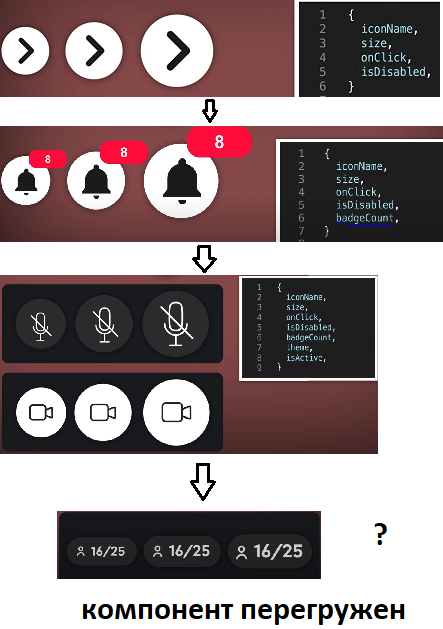 1 {
2 iconName,
3 size,
4 onClick,
5 isDisabled,
6 }
8
8
8
1 {
2 iconName,
3 size,
4 onClick,
5 isDisabled,
6 badgeCount,
7 }
1 {
2 iconName,
3 size,
4 onClick,
5 isDisabled,
6 badgeCount,
7 theme,
8 isActive,
9 }
16/25
16/25
16/25
?
компонент перегружен